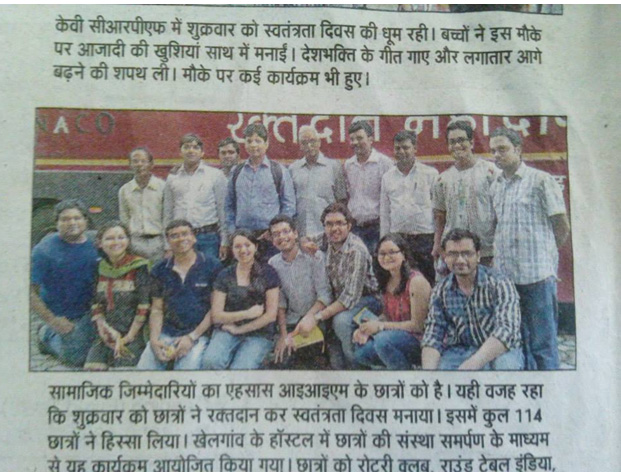 केवी सीआरपीएफ में शुक्रवार को स्वतंत्रता दिवस की धूम रही। बच्चों ने इस मौके
पर आजादी की खुशियां साथ में मनाईं। देशभक्ति के गीत गाए और लगातार आगे
बढ़ने की शपथ ली। मौके पर कई कार्यक्रम भी हुए।
NACO
रक्तदान
सामाजिक जिम्मेदारियों का एहसास आइआइएम के छात्रों को है। यही वजह रहा
कि शुक्रवार को छात्रों ने रक्तदान कर स्वतंत्रता दिवस मनाया। इसमें कुल 114
छात्रों ने हिस्सा लिया। खेलगांव के हॉस्टल में छात्रों की संस्था समर्पण के माध्यम
से यह कार्यक्रम आयोजित किया गया। छात्रों को रोटरी क्लब, राउंड टेबल इंडिया,